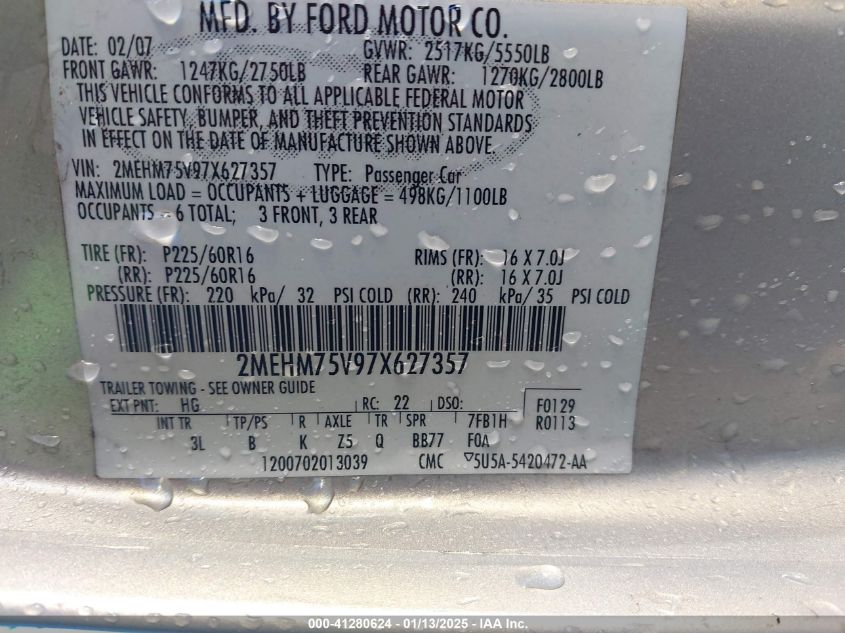 MFD. BY FORD MOTOR CO.
DATE: 02/07 GVWR: 2517KG/5550LB
FRONT GAWR: 1247KG/2750LB REAR GAWR: 1270KG/2800LB
THIS VEHICLE CONFORMS TO ALL APPLICABLE FEDERAL MOTOR
VEHICLE SAFETY, BUMPER, AND THEFT PREVENTION STANDARDS
IN EFFECT ON THE DATE OF MANUFACTURE SHOWN ABOVE.
VIN: 2MEHM75V97X627357 TYPE: Passenger Car
MAXIMUM LOAD = OCCUPANTS + LUGGAGE = 498KG/1100LB
OCCUPANTS - 6 TOTAL; 3 FRONT, 3 REAR
TIRE (FR): P225/60R16 RIMS (FR): 16 X 7.0J
(RR): P225/60R16 (RR): 16 X 7.0J
PRESSURE (FR): 220 kPa/ 32 PSI COLD (RR): 240 kPa/ 35 PSI COLD
2MEHM75V97X627357
TRAILER TOWING - SEE OWNER GUIDE
EXT PNT: HG RC: 22 DSO: F0129
INT TR TP/PS R AXLE TR SPR 7FB1H R0113
3L B K Z5 Q BB77 F0A
1200702013039 CMC 5U5A-5420472-AA
000-41280624 - 01/13/2025 - IAA Inc.